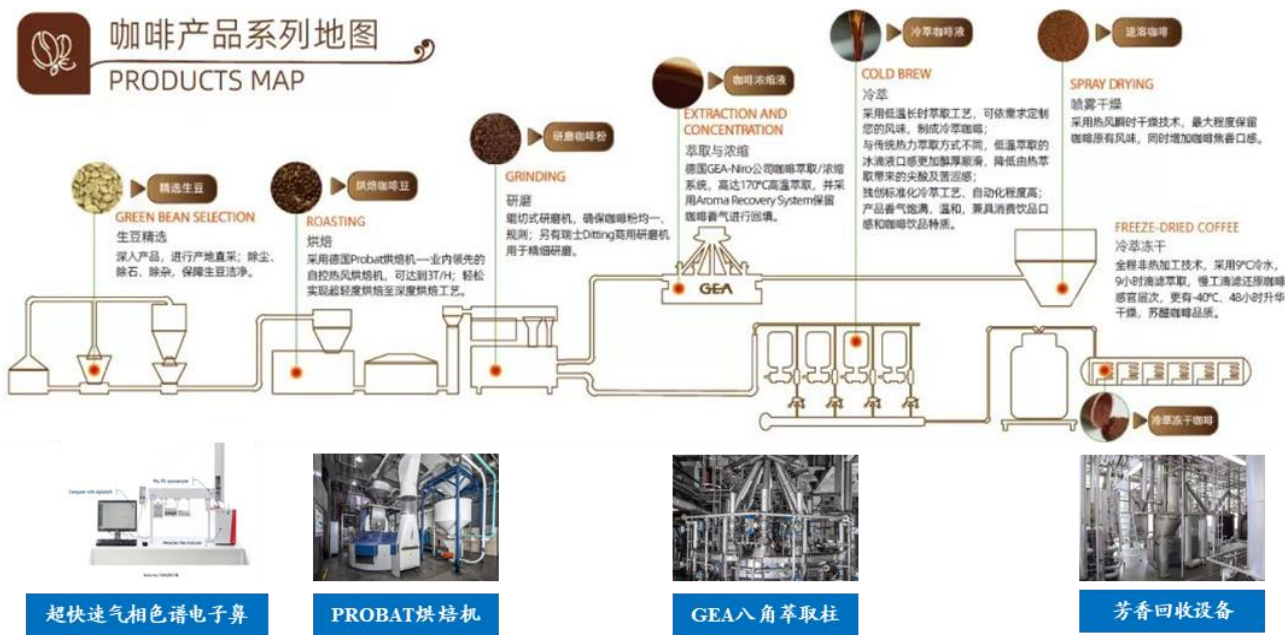 咖啡产品系列地图
PRODUCTS MAP
精选生豆
GREEN BEAN SELECTION
生豆精选
深入产品，进行产地直采；除尘、
除石、除杂，保障生豆洁净。
烘焙咖啡豆
ROASTING
烘焙
采用德国Probat烘焙机—业内领先的
自控热风烘焙机，可达到3T/H；轻松
实现超轻度烘焙至深度烘焙工艺。
研磨咖啡粉
GRINDING
研磨
辊切式研磨机，确保咖啡粉均一、
规则；另有瑞士Ditting商用研磨机
用于精细研磨。
咖啡浓缩液
EXTRACTION AND
CONCENTRATION
萃取与浓缩
德国GEA-Niro公司咖啡萃取/浓缩
系统，高达170°C高温萃取，并采
用Aroma Recovery System保留
咖啡香气进行回填。
GEA
冷萃咖啡液
COLD BREW
冷萃
采用低温长时萃取工艺，可依需求定制
您的风味，制成冷萃咖啡；
与传统热力萃取方式不同，低温萃取的
冰滴液口感更加醇厚顺滑，降低由热萃
取带来的尖酸及苦涩感；
独创标准化冷萃工艺、自动化程度高；
产品香气饱满、温和，兼具消费饮品口
感和咖啡饮品特质。
速溶咖啡
SPRAY DRYING
喷雾干燥
采用热风瞬时干燥技术，最大程度保留
咖啡原有风味，同时增加咖啡焦香口感。
FREEZE-DRIED COFFEE
冷萃冻干
全程非热加工技术，采用9°C冷水，
9小时滴滤萃取，慢工滴滤还原咖啡
感官层次，更有-40°C，48小时升华
干燥，苏醒咖啡品质。
冷萃冻干咖啡
超快速气相色谱电子鼻
PROBAT烘焙机
GEA八角萃取柱
芳香回收设备